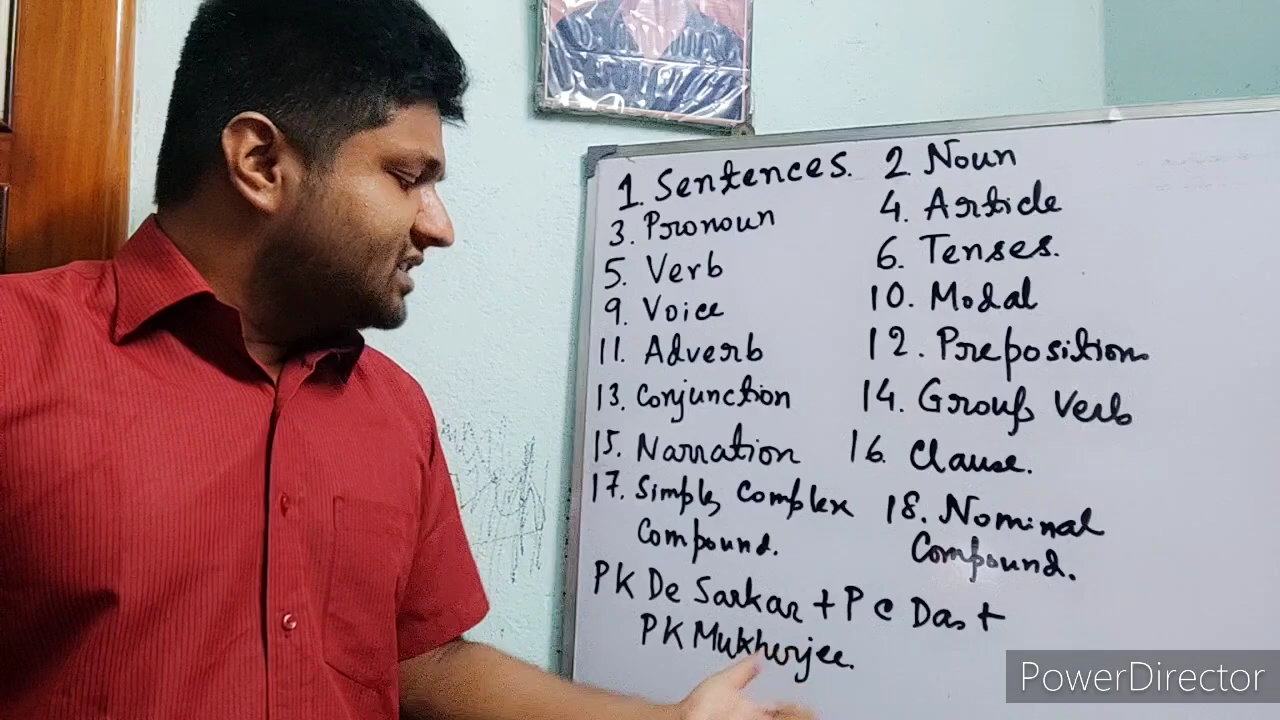 1. Sentences. 2. Noun
3. Pronoun 4. Article
5. Verb 6. Tenses.
9. Voice 10. Modal
11. Adverb 12. Preposition
13. Conjunction 14. Group Verb
15. Narration 16. Clause.
17. Simple Complex 18. Nominal
Compound. Compound.
PK De Sarkar + P C Das +
PK Mukherjee.
PowerDirector